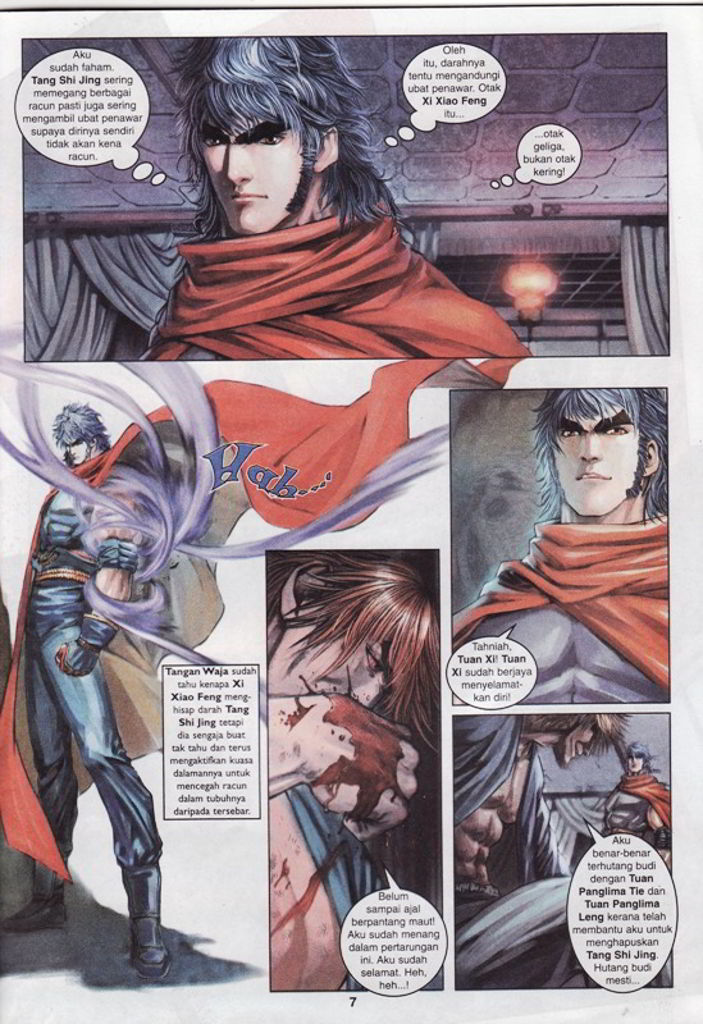 Aku
sudah faham.
Tang Shi Jing sering
memegang berbagai
racun pasti juga sering
mengambil ubat penawar
supaya dirinya sendiri
tidak akan kena
racun.
Oleh
itu, darahnya
tentu mengandungi
ubat penawar. Otak
Xi Xiao Feng
itu...
...otak
geliga,
bukan otak
kering!
Hah...
Tahniah,
Tuan Xi! Tuan
Xi sudah berjaya
menyelamat-
kan diri!
Tangan Waja sudah
tahu kenapa Xi
Xiao Feng meng-
hisap darah Tang
Shi Jing tetapi
dia sengaja buat
tak tahu dan terus
mengaktifkan kuasa
dalamannya untuk
mencegah racun
dalam tubuhnya
daripada tersebar.
Belum
sampai ajal
berpantang maut!
Aku sudah menang
dalam pertarungan
ini. Aku sudah
selamat. Heh,
heh...!
Aku
benar-benar
terhutang budi
dengan Tuan
Panglima Tie dan
Tuan Panglima
Leng kerana telah
membantu aku untuk
menghapuskan
Tang Shi Jing.
Hutang budi
mesti...
7